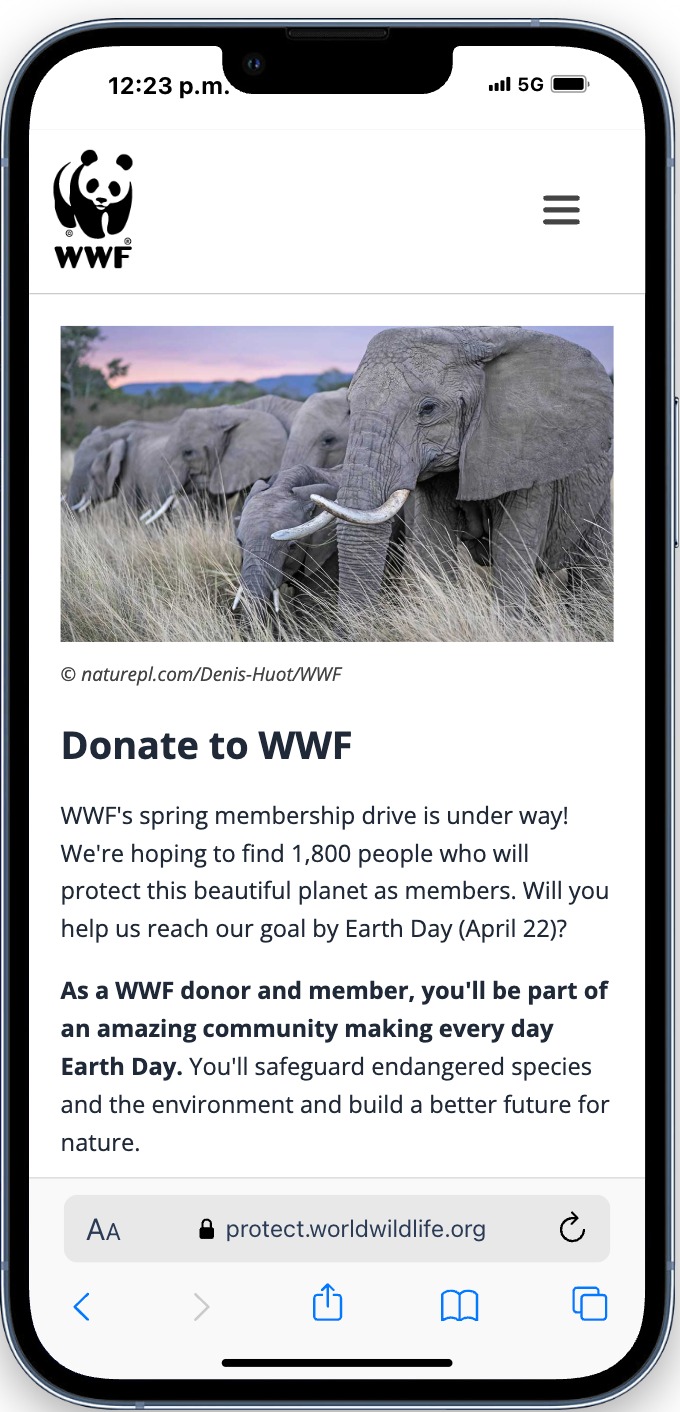 12:23 p.m.
5G
©
®
WWF
© naturepl.com/Denis-Huot/WWF
Donate to WWF
WWF's spring membership drive is under way!
We're hoping to find 1,800 people who will
protect this beautiful planet as members. Will you
help us reach our goal by Earth Day (April 22)?
As a WWF donor and member, you'll be part of
an amazing community making every day
Earth Day. You'll safeguard endangered species
and the environment and build a better future for
nature.
AA
protect.worldwildlife.org